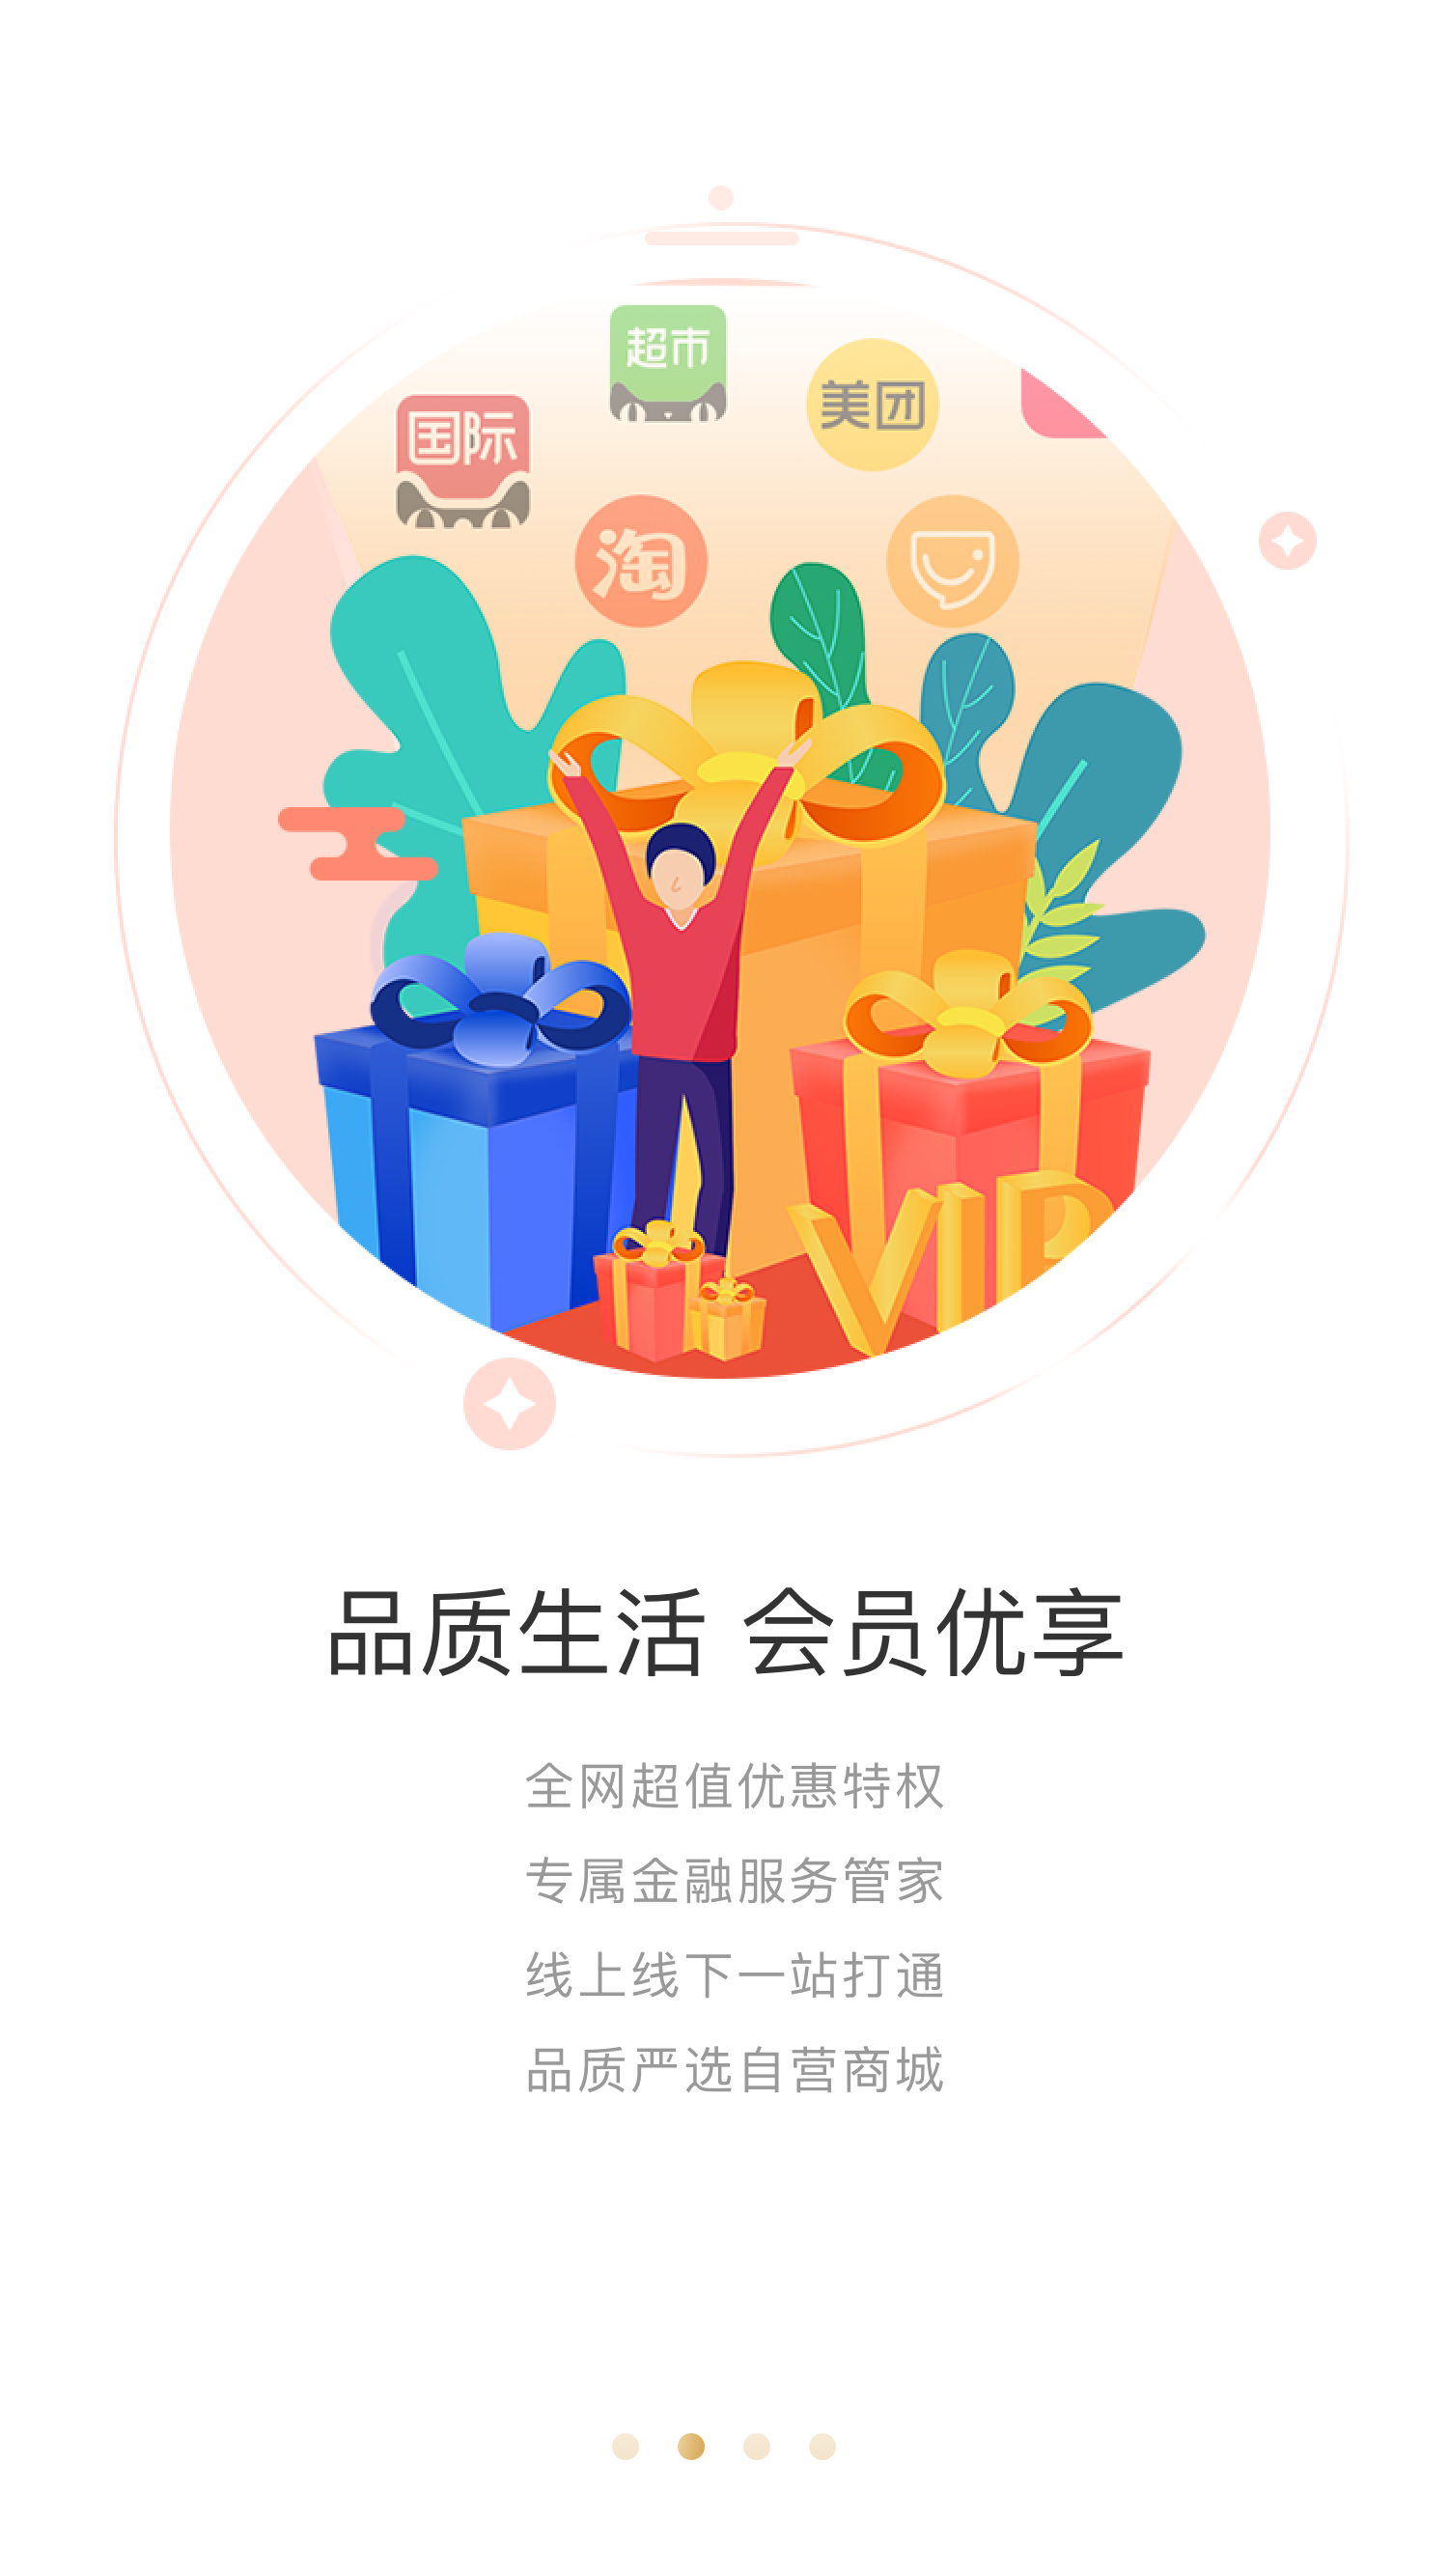 超市
美团
国际
淘
VIP
品质生活 会员优享
全网超值优惠特权
专属金融服务管家
线上线下一站打通
品质严选自营商城